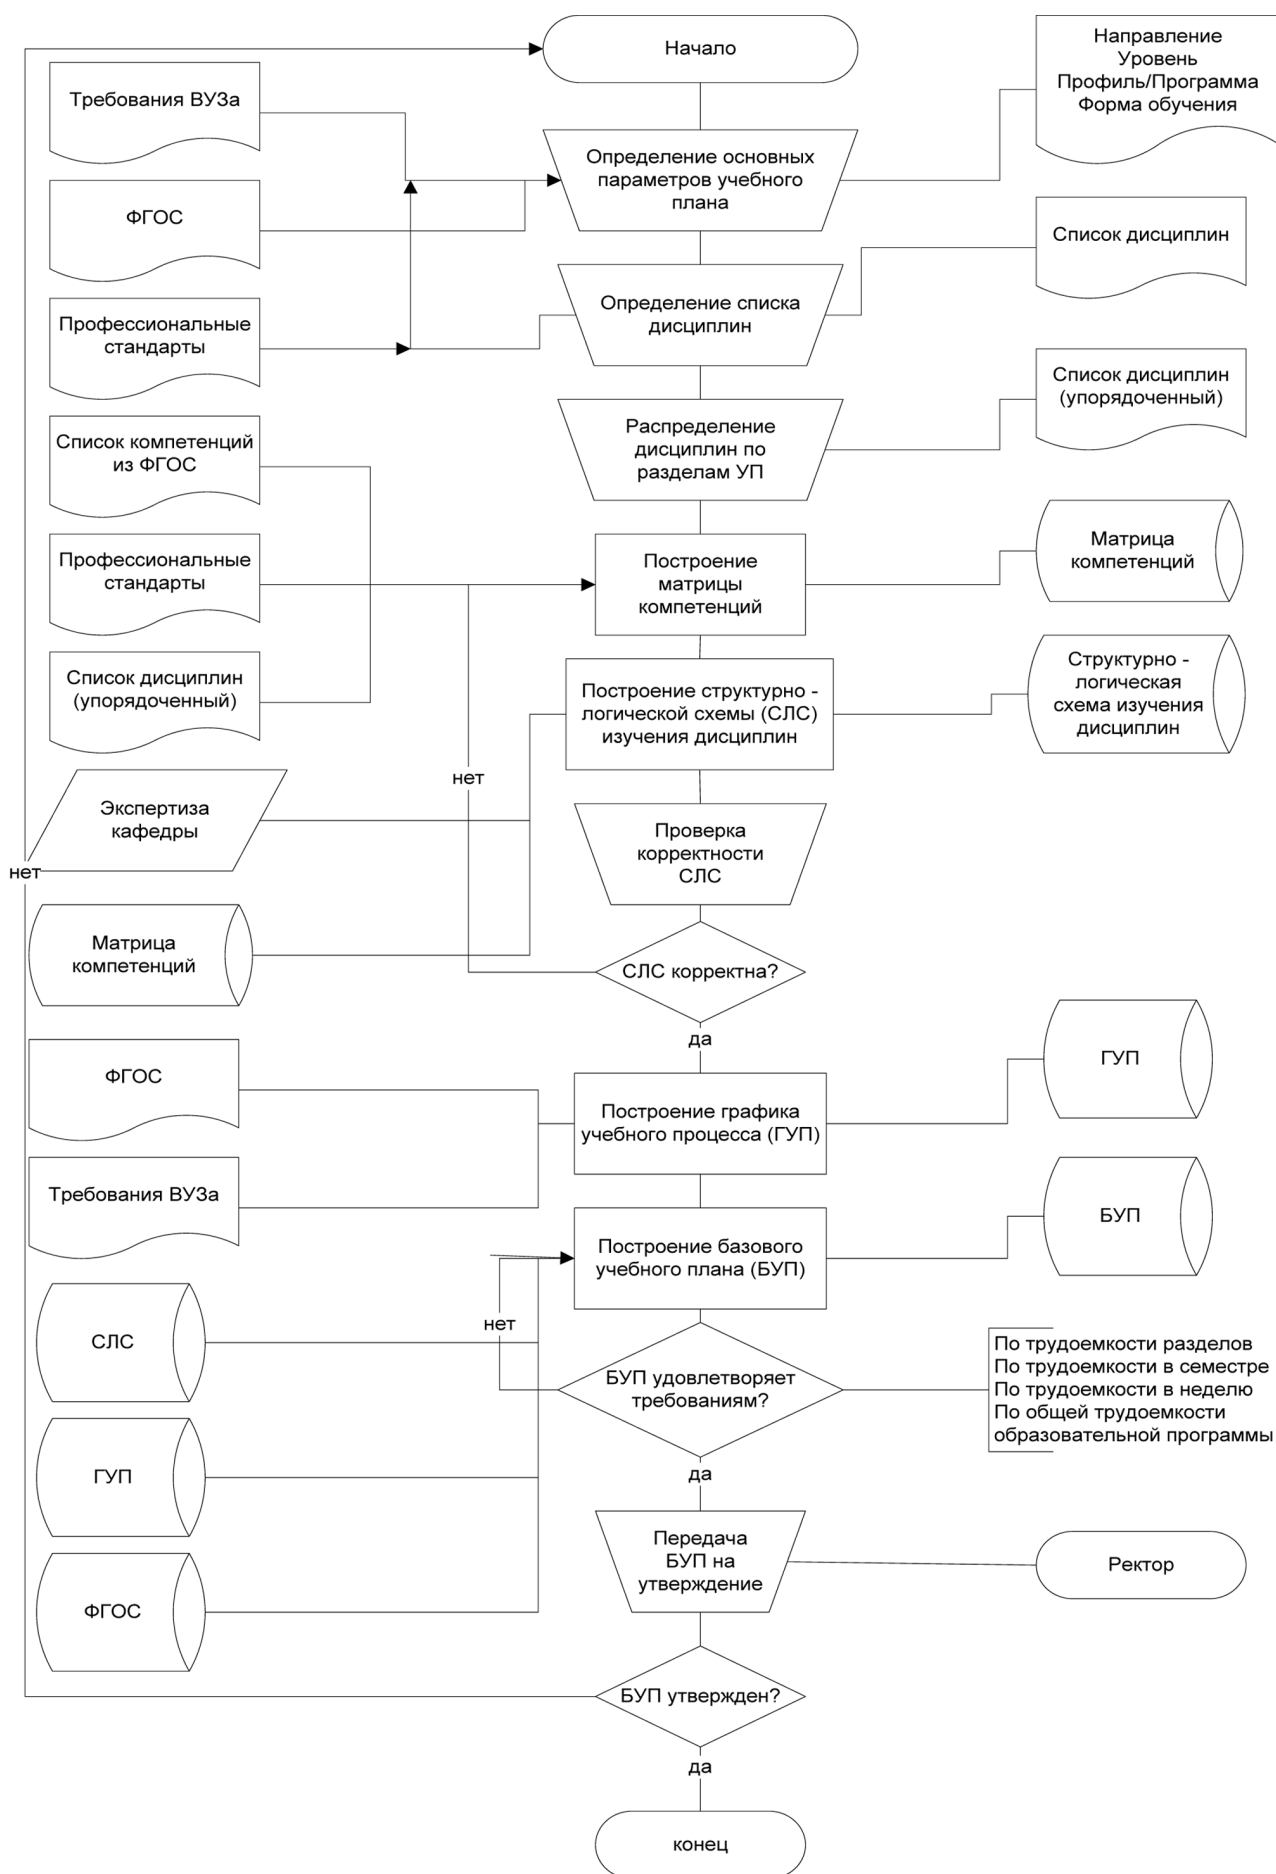 Начало
Направление
Уровень
Профиль/Программа
Форма обучения
Требования ВУЗа
Определение основных
параметров учебного
плана
ФГОС
Список дисциплин
Определение списка
дисциплин
Профессиональные
стандарты
Список дисциплин
(упорядоченный)
Распределение
дисциплин по
разделам УП
Список компетенций
из ФГОС
Матрица
компетенций
Профессиональные
стандарты
Построение
матрицы
компетенций
Структурно -
логическая
схема изучения
дисциплин
Список дисциплин
(упорядоченный)
Построение структурно -
логической схемы (СЛС)
изучения дисциплин
нет
Экспертиза
кафедры
Проверка
корректности
СЛС
нет
Матрица
компетенций
СЛС корректна?
да
ФГОС
ГУП
Построение графика
учебного процесса (ГУП)
Требования ВУЗа
БУП
Построение базового
учебного плана (БУП)
нет
СЛС
БУП удовлетворяет
требованиям?
По трудоемкости разделов
По трудоемкости в семестре
По трудоемкости в неделю
По общей трудоемкости
образовательной программы
да
ГУП
Передача
БУП на
утверждение
Ректор
ФГОС
БУП утвержден?
да
конец